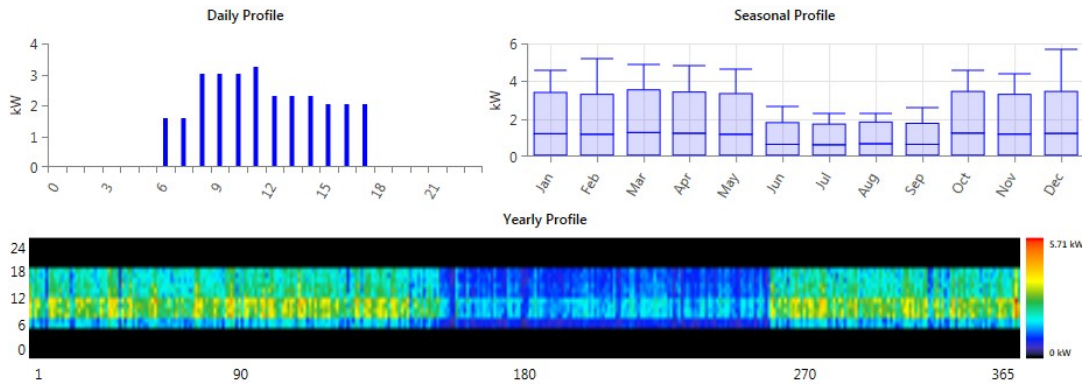 Daily Profile
kW
4
3
2
1
0
0 3 6 9 12 15 18 21
Seasonal Profile
kW
6
4
2
0
Jan Feb Mar Apr May Jun Jul Aug Sep Oct Nov Dec
Yearly Profile
24
18
12
6
0
1 90 180 270 365
5.71 kW
0 kW